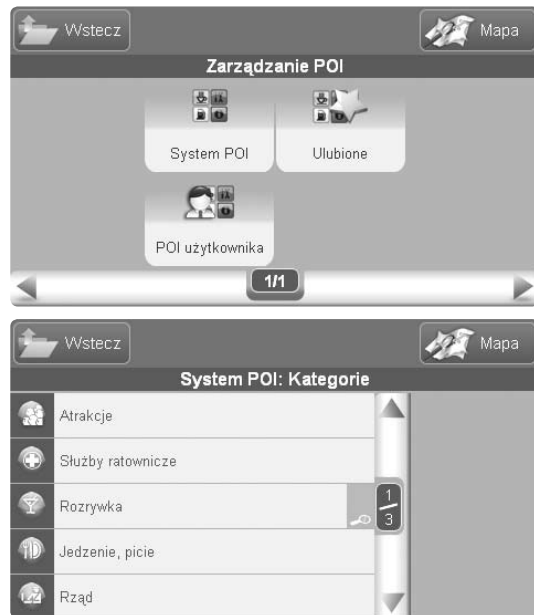 Wstecz Mapa
Zarządzanie POI
System POI Ulubione
POI użytkownika
1/1
Wstecz Mapa
System POI: Kategorie
Atrakcje
Służby ratownicze
Rozrywka
1
3
Jedzenie, picie
Rząd